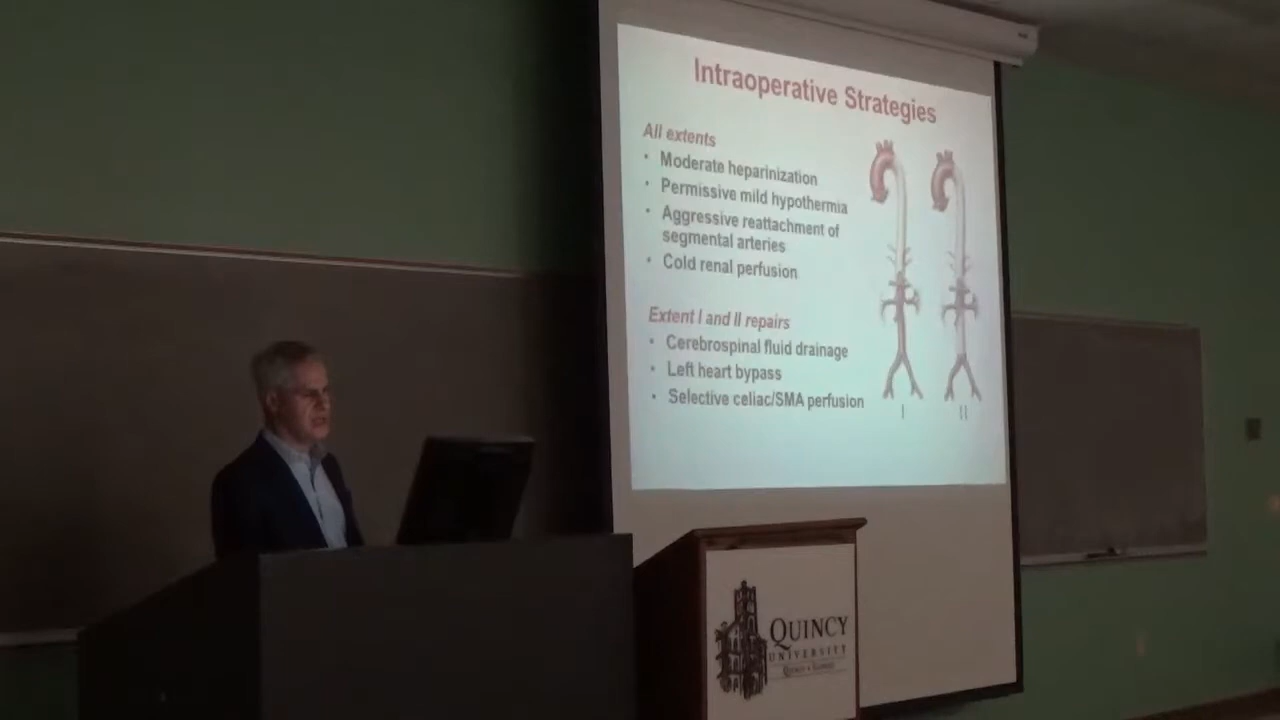 Intraoperative Strategies
All extents
• Moderate heparinization
• Permissive mild hypothermia
• Aggressive reattachment of
segmental arteries
• Cold renal perfusion
Extent I and II repairs
• Cerebrospinal fluid drainage
• Left heart bypass
• Selective celiac/SMA perfusion
I II
QUINCY
UNIVERSITY